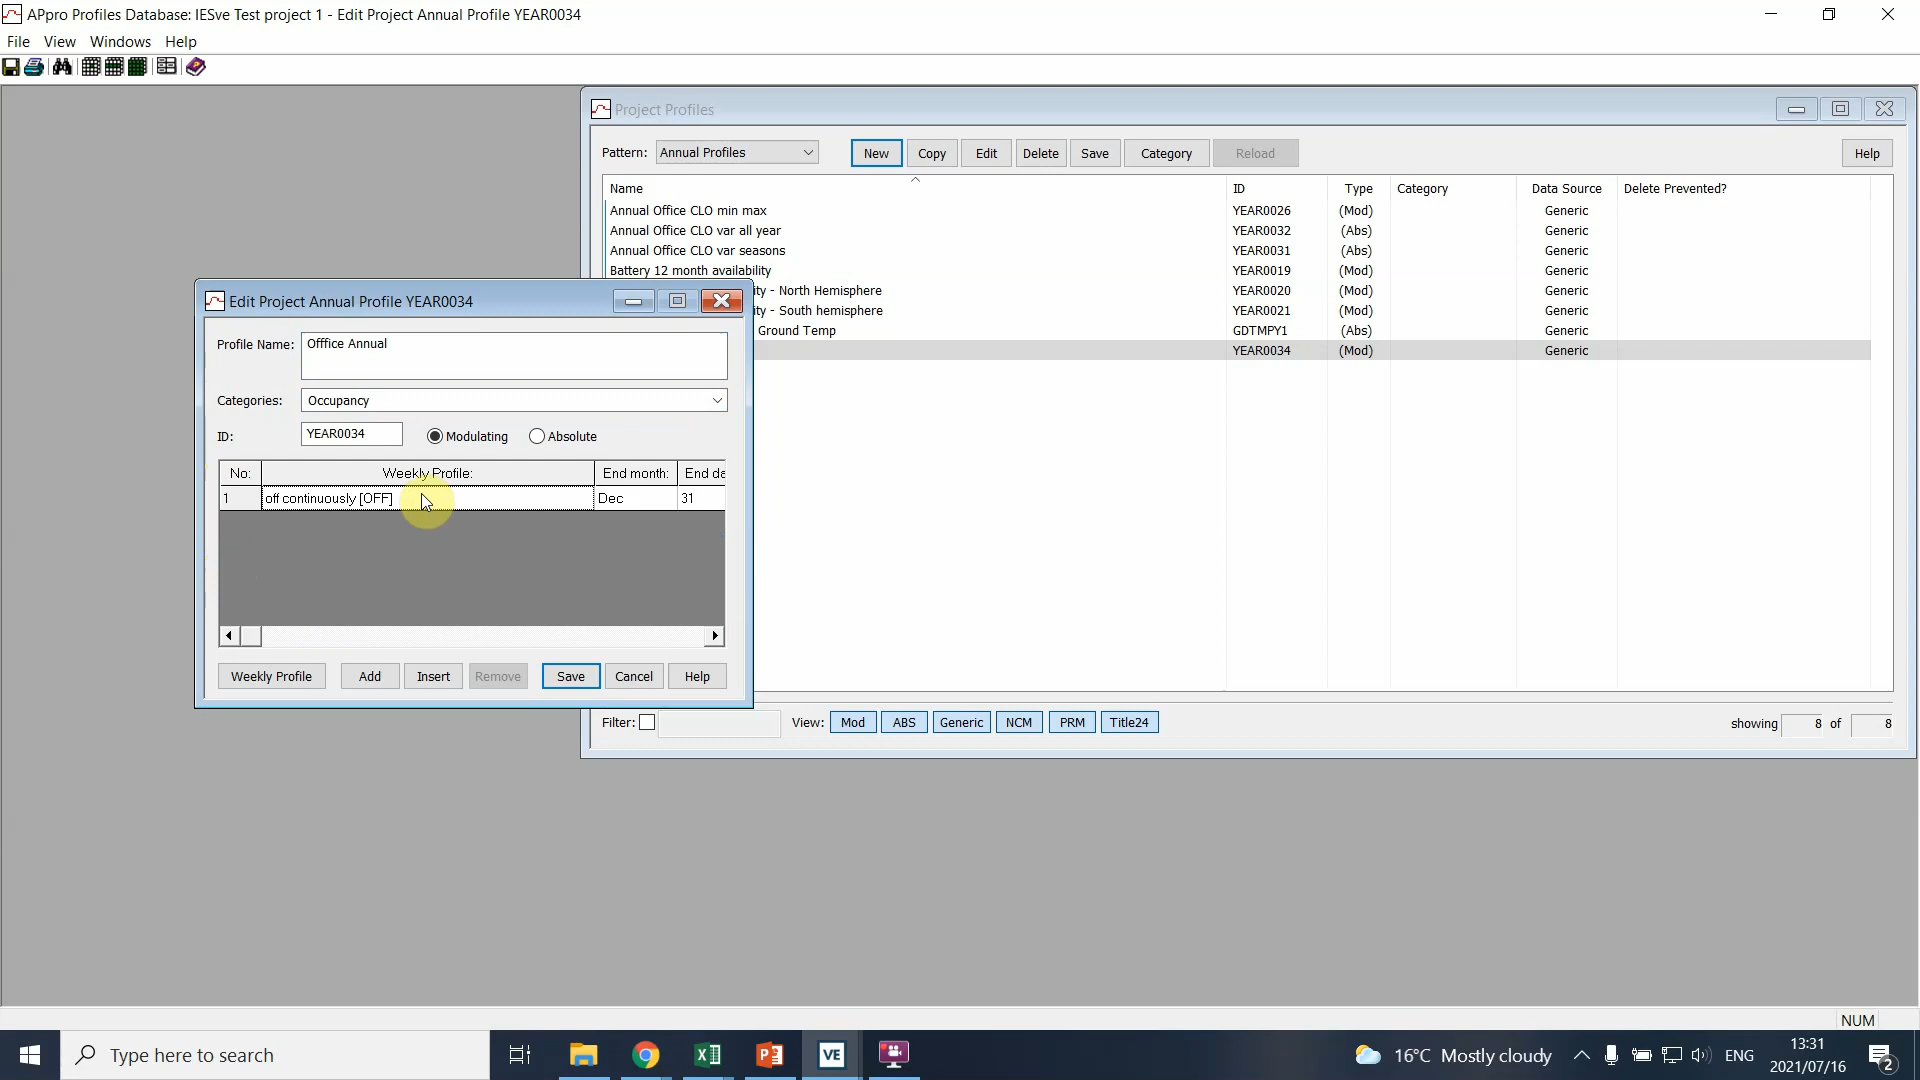 APpro Profiles Database: IESve Test project 1 - Edit Project Annual Profile YEAR0034
File View Windows Help
Project Profiles
Pattern: Annual Profiles New Copy Edit Delete Save Category Reload Help
Name ID Type Category Data Source Delete Prevented?
Annual Office CLO min max YEAR0026 (Mod) Generic
Annual Office CLO var all year YEAR0032 (Abs) Generic
Annual Office CLO var seasons YEAR0031 (Abs) Generic
Battery 12 month availability YEAR0019 (Mod) Generic
ity - North Hemisphere YEAR0020 (Mod) Generic
ity - South hemisphere YEAR0021 (Mod) Generic
Ground Temp GDTMPY1 (Abs) Generic
YEAR0034 (Mod) Generic
Edit Project Annual Profile YEAR0034
Profile Name: Offfice Annual
Categories: Occupancy
ID: YEAR0034 Modulating Absolute
No: Weekly Profile: End month: End da
1 off continuously [OFF] Dec 31
Weekly Profile Add Insert Remove Save Cancel Help
Filter: View: Mod ABS Generic NCM PRM Title24 showing 8 of 8
NUM
Type here to search VE 16°C Mostly cloudy ENG 13:31
2021/07/16 2